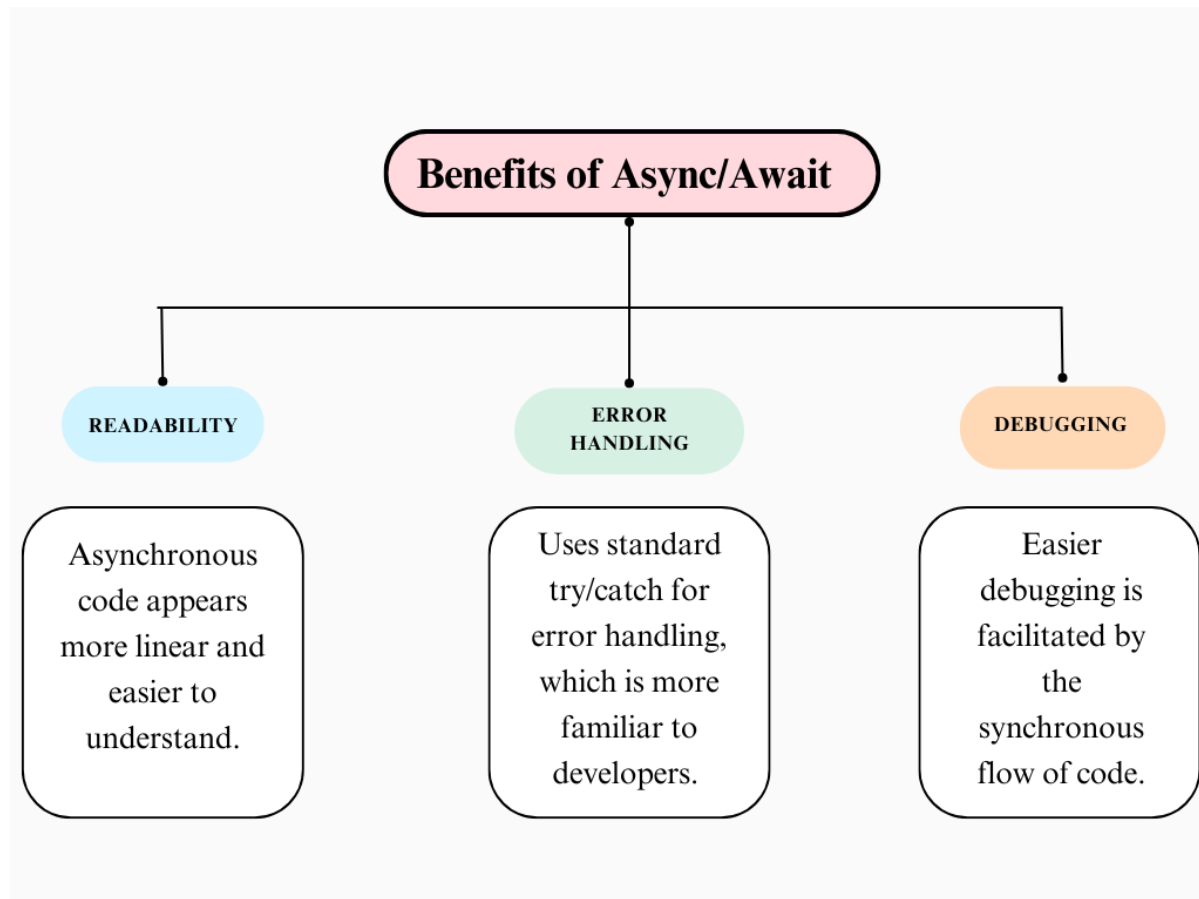 Benefits of Async/Await
READABILITY
ERROR
HANDLING
DEBUGGING
Asynchronous
code appears
more linear and
easier to
understand.
Uses standard
try/catch for
error handling,
which is more
familiar to
developers.
Easier
debugging is
facilitated by
the
synchronous
flow of code.